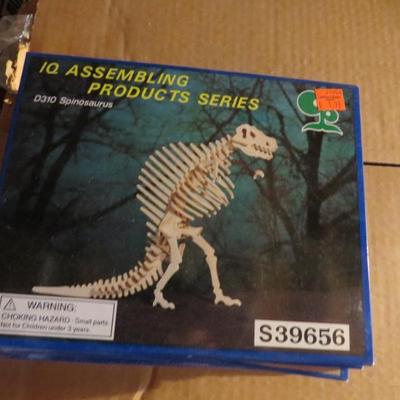 IQ ASSEMBLING
PRODUCTS SERIES
D310 Spinosaurus
WARNING:
CHOKING HAZARD - Small parts
Not for Children under 3 years.
S39656